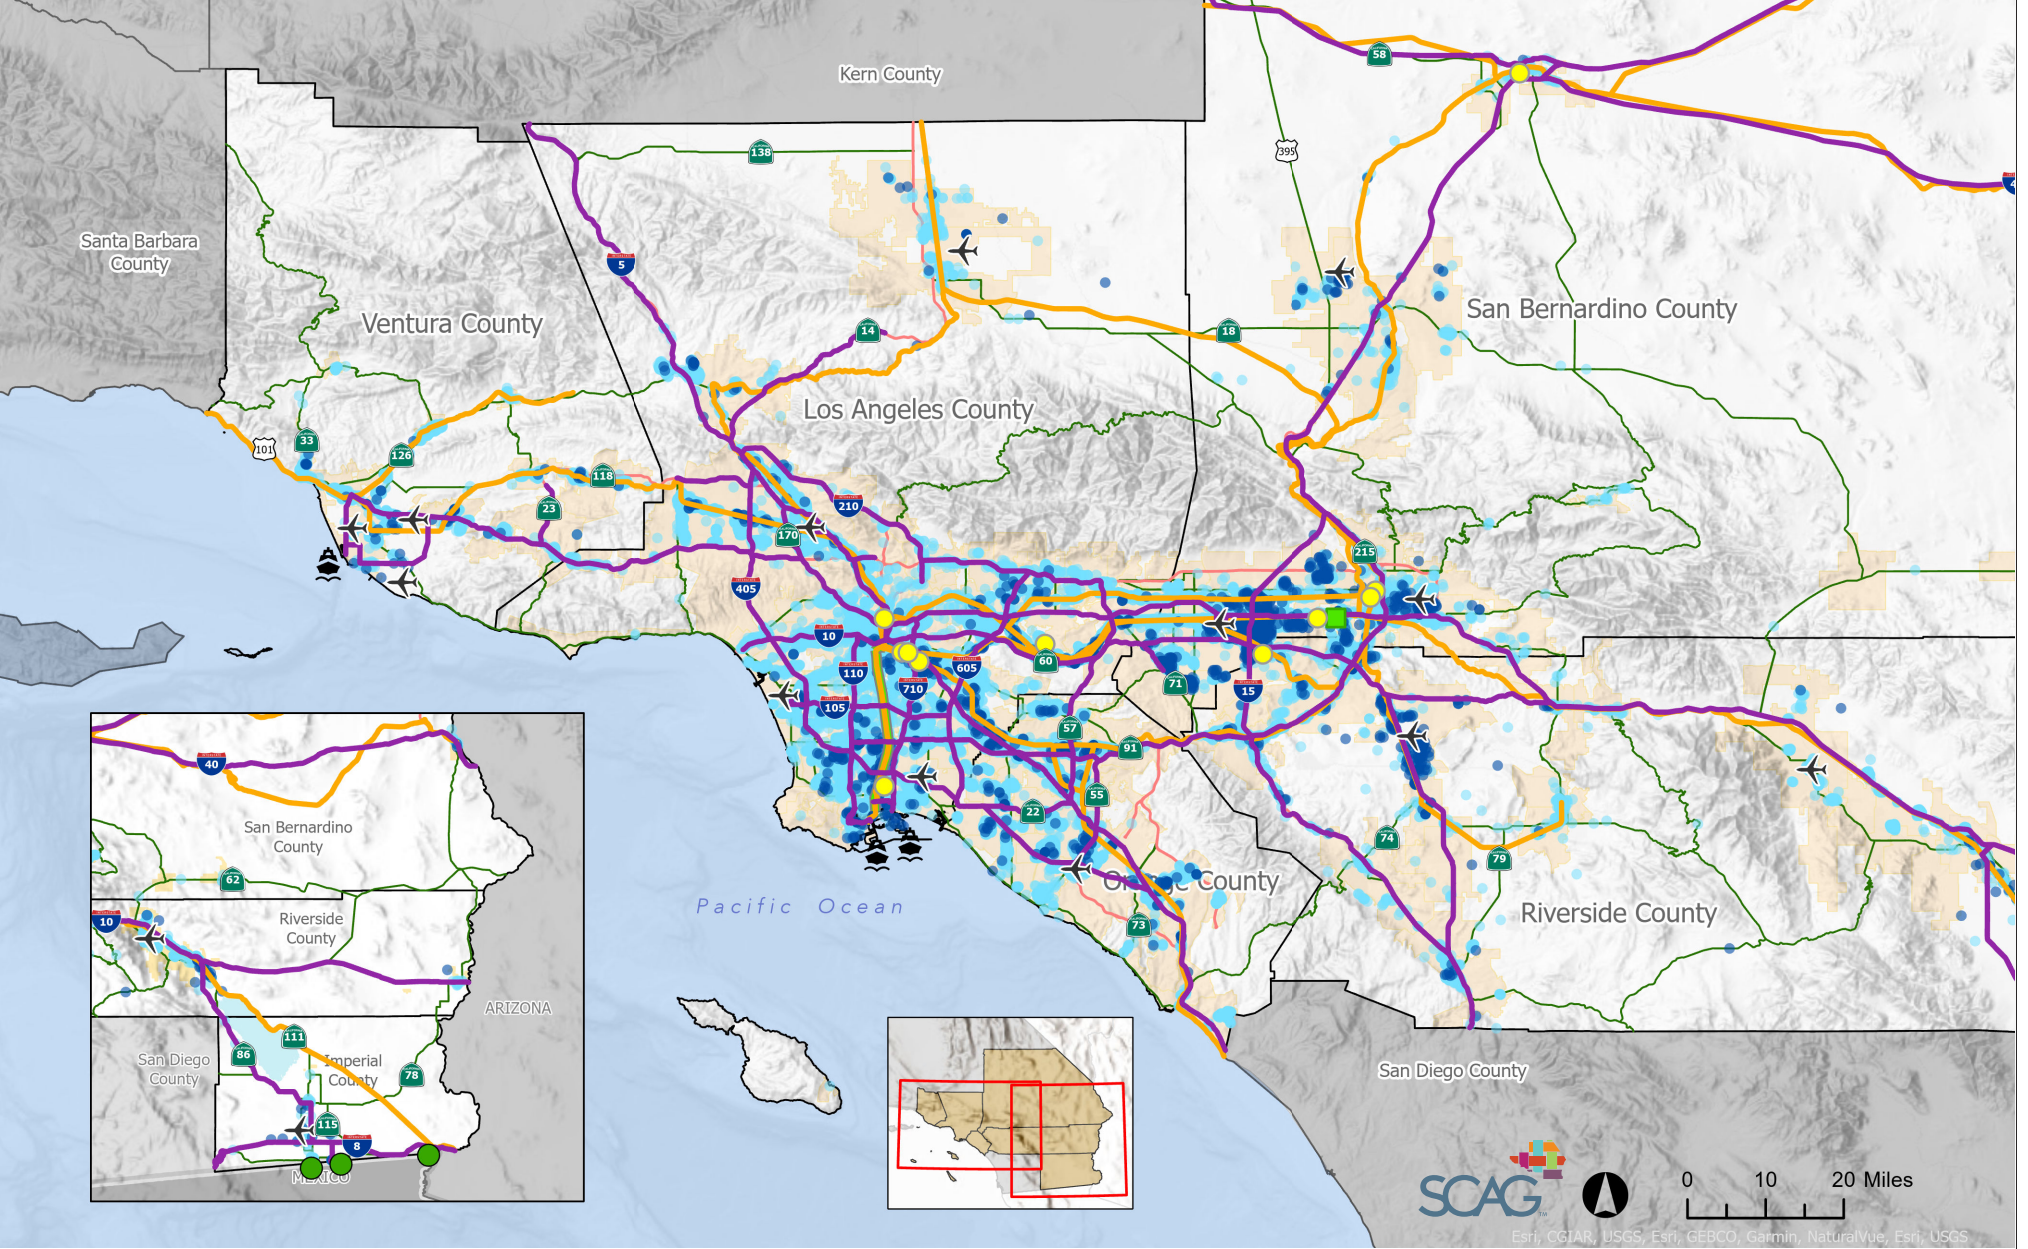 Kern County
58
138
395
Santa Barbara
County
5
4
Ventura County
San Bernardino County
14
18
Los Angeles County
33
101
126
118
23
210
170
215
405
10
110
605
60
710
71
15
105
57
91
55
22
74
79
Orange County
Riverside County
73
Pacific Ocean
40
San Bernardino
County
62
Riverside
County
10
ARIZONA
111
San Diego
County
86
Imperial
County
78
115
8
MEXICO
San Diego County
SCAG
TM
0 10 20 Miles
Esri, CGIAR, USGS, Esri, GEBCO, Garmin, NaturalVue, Esri, USGS